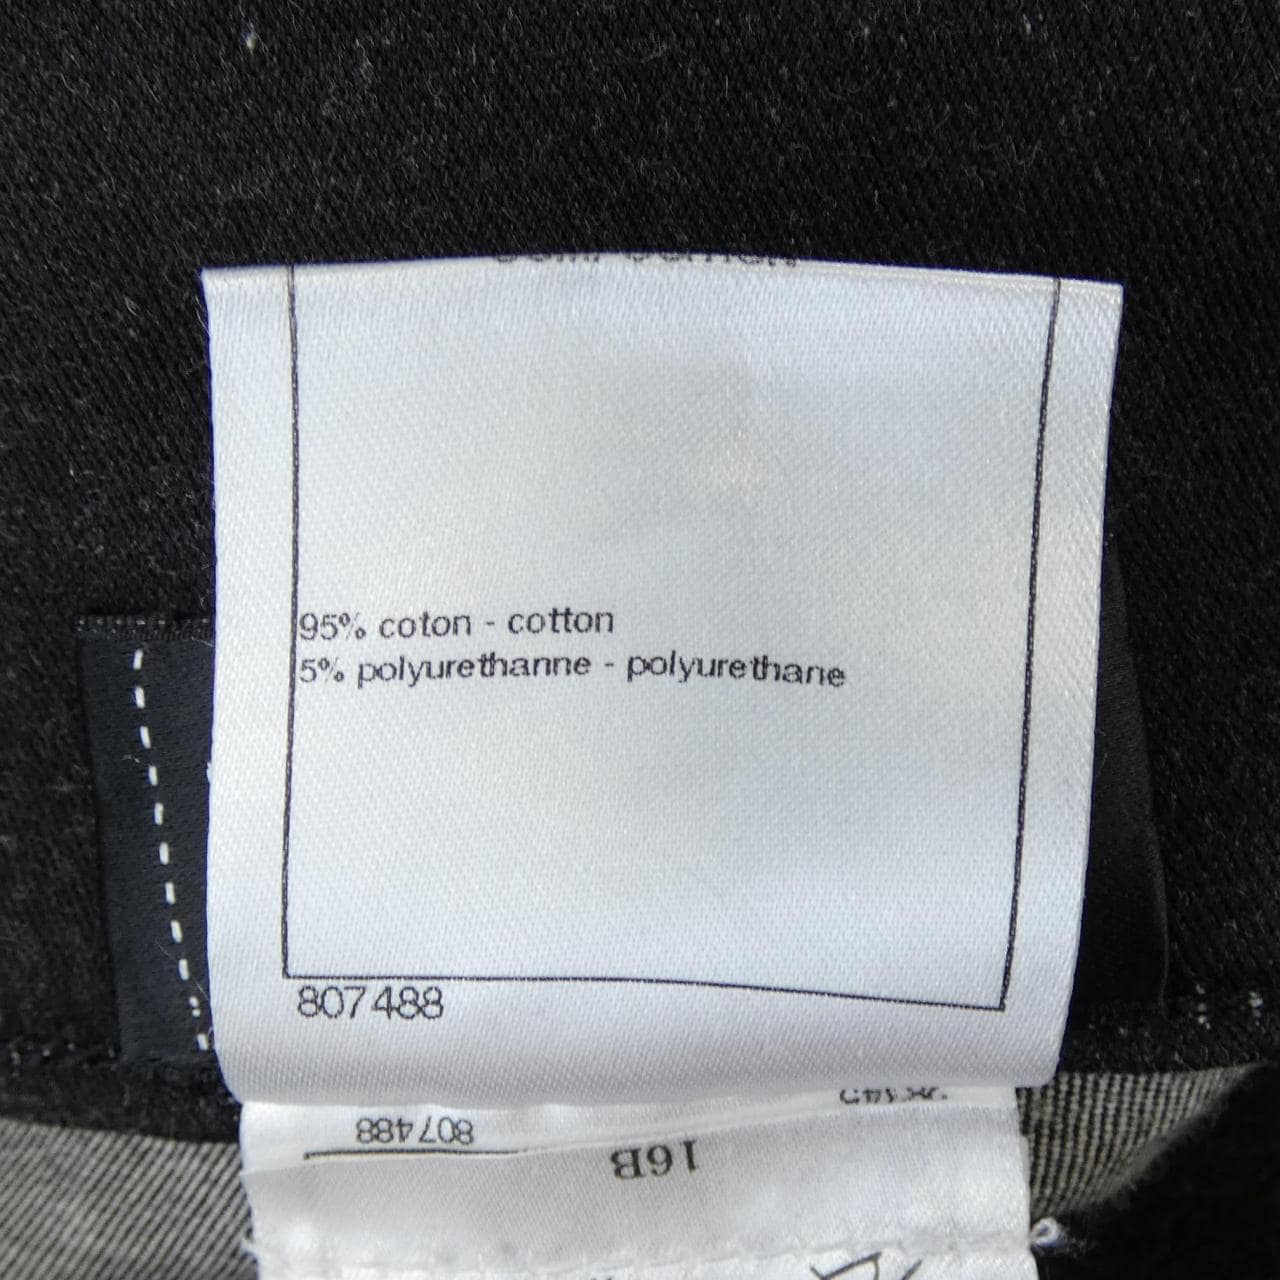 95% coton - cotton
5% polyurethanne - polyurethane
807488
807488
16B